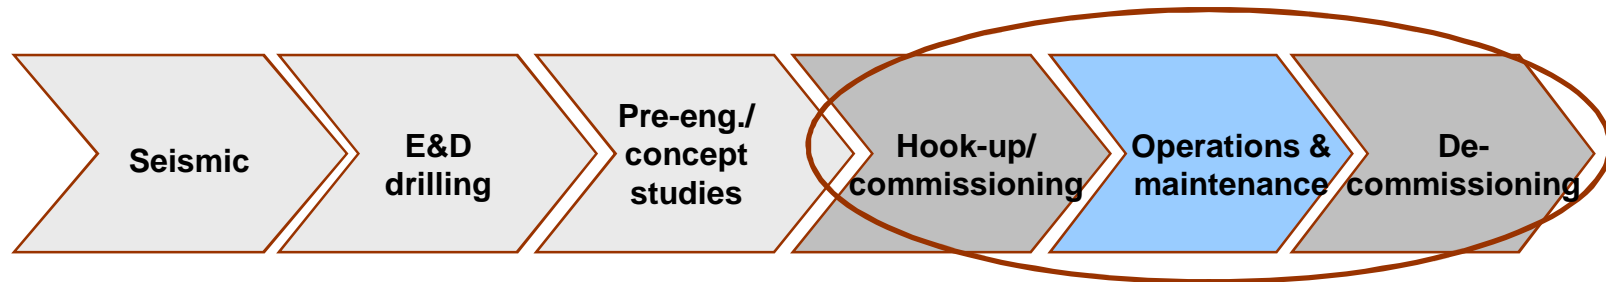 Seismic
E&D
drilling
Pre-eng./
concept
studies
Hook-up/
commissioning
Operations &
maintenance
De-
commissioning